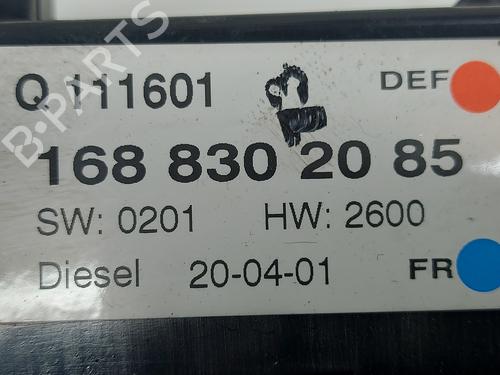 B-PARTS
Q 111601 DEF
168 830 20 85
SW: 0201 HW: 2600
Diesel 20-04-01 FR